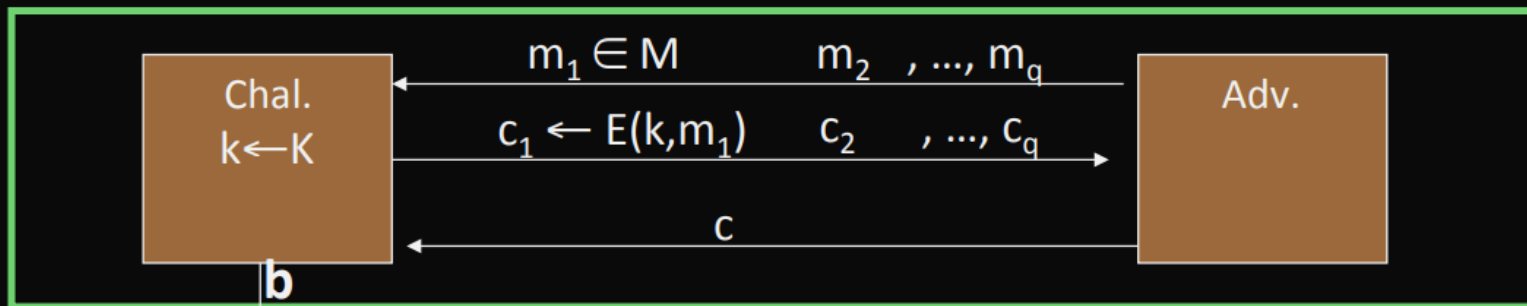 m₁ ∈ M m₂ , ..., m_q
Chal.
k←K
c₁ ← E(k,m₁) c₂ , ..., c_q
Adv.
c
b